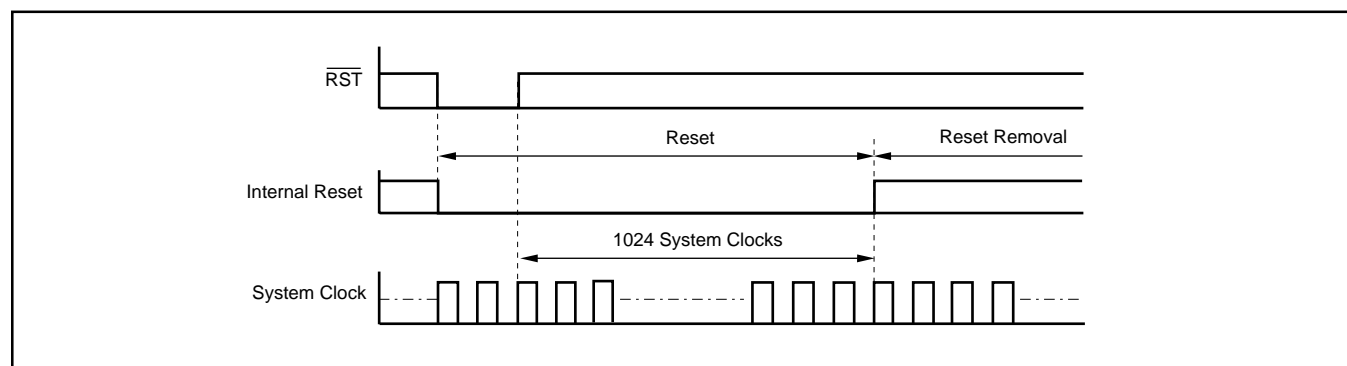 RST
Reset
Reset Removal
Internal Reset
1024 System Clocks
System Clock